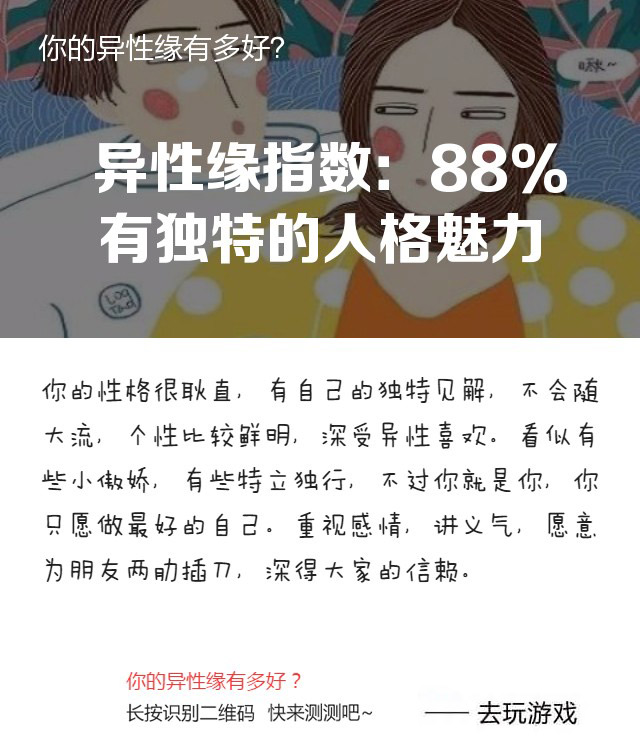 你的异性缘有多好?
瞅~
异性缘指数：88%
有独特的人格魅力
你的性格很耿直，有自己的独特见解，不会随
大流，个性比较鲜明，深受异性喜欢。看似有
些小傲娇，有些特立独行，不过你就是你，你
只愿做最好的自己。重视感情，讲义气，愿意
为朋友两肋插刀，深得大家的信赖。
你的异性缘有多好？
长按识别二维码 快来测测吧~
—— 去玩游戏